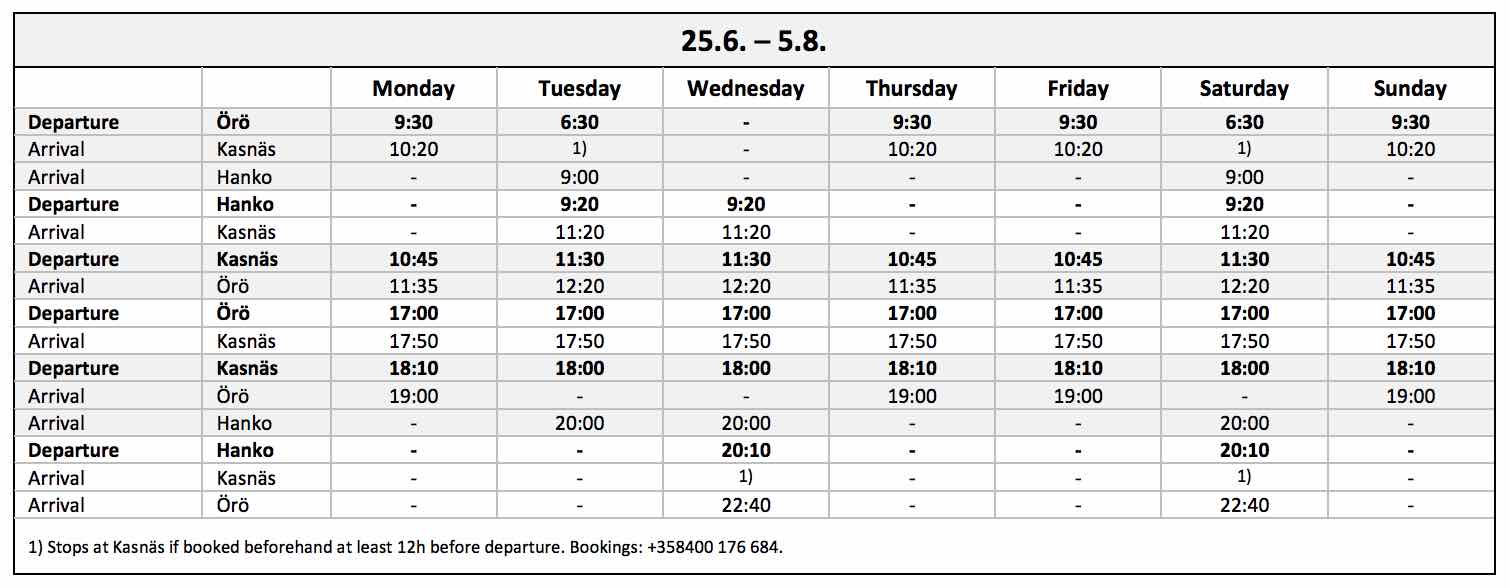 25.6. – 5.8.
Monday Tuesday Wednesday Thursday Friday Saturday Sunday
Departure Örö 9:30 6:30 - 9:30 9:30 6:30 9:30
Arrival Kasnäs 10:20 1) - 10:20 10:20 1) 10:20
Arrival Hanko - 9:00 - - - 9:00 -
Departure Hanko - 9:20 9:20 - - 9:20 -
Arrival Kasnäs - 11:20 11:20 - - 11:20 -
Departure Kasnäs 10:45 11:30 11:30 10:45 10:45 11:30 10:45
Arrival Örö 11:35 12:20 12:20 11:35 11:35 12:20 11:35
Departure Örö 17:00 17:00 17:00 17:00 17:00 17:00 17:00
Arrival Kasnäs 17:50 17:50 17:50 17:50 17:50 17:50 17:50
Departure Kasnäs 18:10 18:00 18:00 18:10 18:10 18:00 18:10
Arrival Örö 19:00 - - 19:00 19:00 - 19:00
Arrival Hanko - 20:00 20:00 - - 20:00 -
Departure Hanko - - 20:10 - - 20:10 -
Arrival Kasnäs - - 1) - - 1) -
Arrival Örö - - 22:40 - - 22:40 -
1) Stops at Kasnäs if booked beforehand at least 12h before departure. Bookings: +358400 176 684.